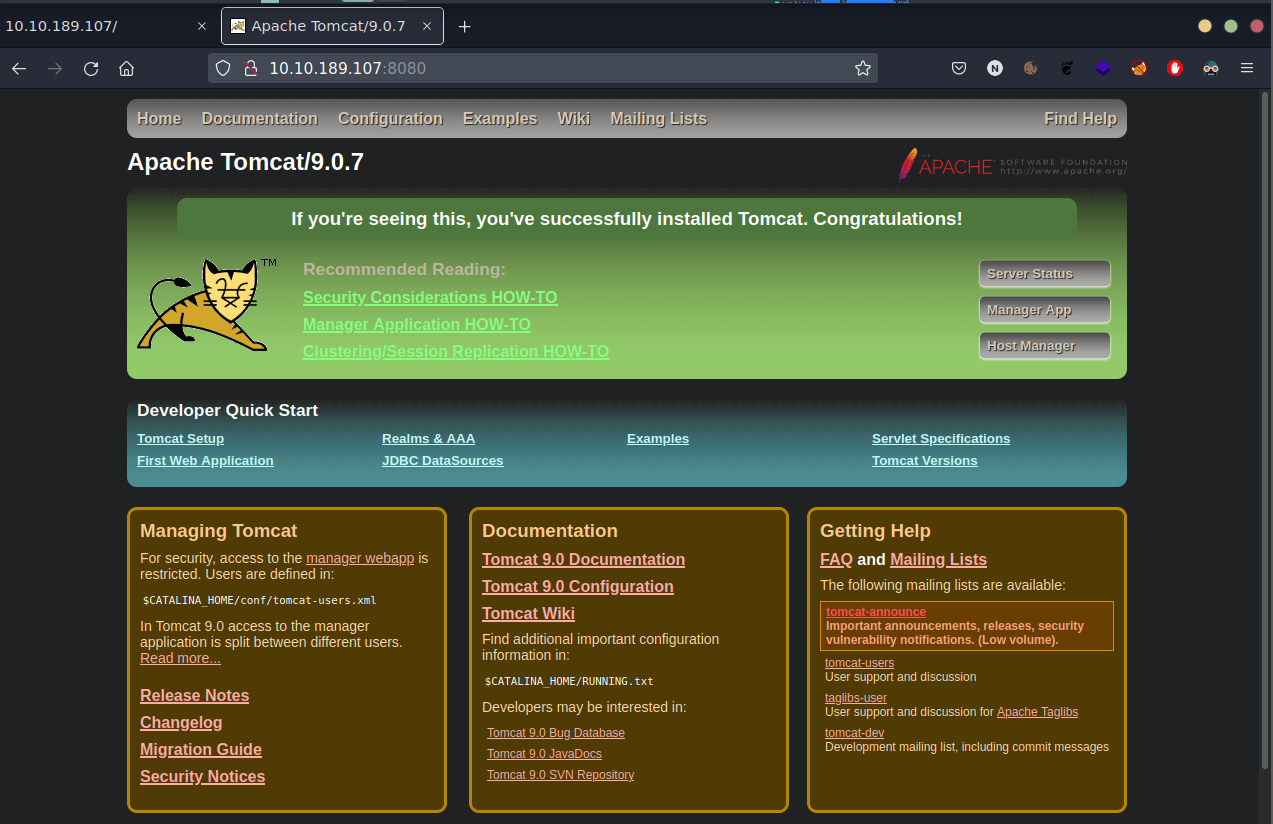 10.10.189.107/
Apache Tomcat/9.0.7
10.10.189.107:8080
N
Home Documentation Configuration Examples Wiki Mailing Lists Find Help
Apache Tomcat/9.0.7
THE
APACHE® SOFTWARE FOUNDATION
http://www.apache.org/
If you're seeing this, you've successfully installed Tomcat. Congratulations!
TM
Recommended Reading:
Security Considerations HOW-TO
Manager Application HOW-TO
Clustering/Session Replication HOW-TO
Server Status
Manager App
Host Manager
Developer Quick Start
Tomcat Setup
First Web Application
Realms & AAA
JDBC DataSources
Examples
Servlet Specifications
Tomcat Versions
Managing Tomcat
For security, access to the manager webapp is
restricted. Users are defined in:
$CATALINA_HOME/conf/tomcat-users.xml
In Tomcat 9.0 access to the manager
application is split between different users.
Read more...
Release Notes
Changelog
Migration Guide
Security Notices
Documentation
Tomcat 9.0 Documentation
Tomcat 9.0 Configuration
Tomcat Wiki
Find additional important configuration
information in:
$CATALINA_HOME/RUNNING.txt
Developers may be interested in:
Tomcat 9.0 Bug Database
Tomcat 9.0 JavaDocs
Tomcat 9.0 SVN Repository
Getting Help
FAQ and Mailing Lists
The following mailing lists are available:
tomcat-announce
Important announcements, releases, security
vulnerability notifications. (Low volume).
tomcat-users
User support and discussion
taglibs-user
User support and discussion for Apache Taglibs
tomcat-dev
Development mailing list, including commit messages